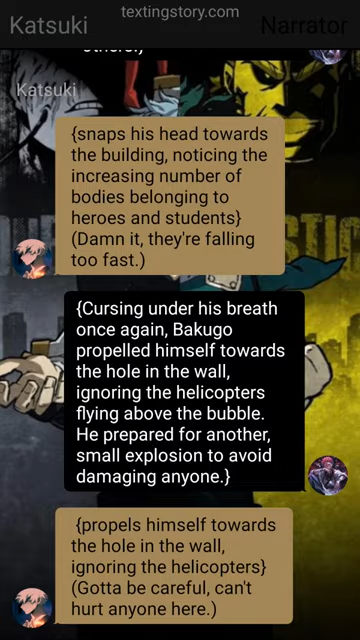 textingstory.com
Katsuki
Narrator
Katsuki
{snaps his head towards
the building, noticing the
increasing number of
bodies belonging to
heroes and students}
(Damn it, they're falling
too fast.)
{Cursing under his breath
once again, Bakugo
propelled himself towards
the hole in the wall,
ignoring the helicopters
flying above the bubble.
He prepared for another,
small explosion to avoid
damaging anyone.}
{propels himself towards
the hole in the wall,
ignoring the helicopters}
(Gotta be careful, can't
hurt anyone here.)